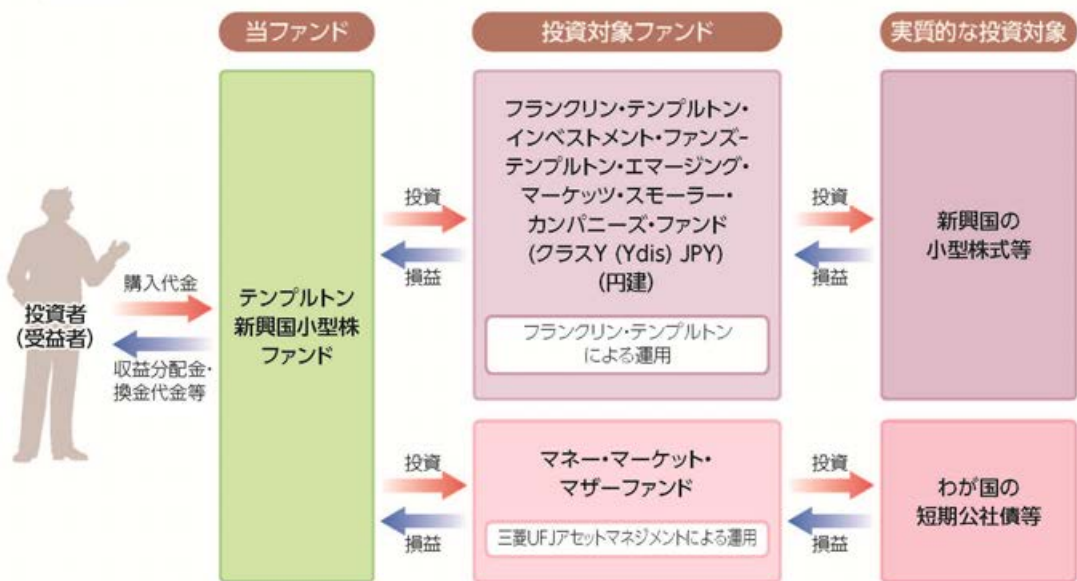 当ファンド
投資対象ファンド
実質的な投資対象
投資者
(受益者)
購入代金
収益分配金・
換金代金等
テンプルトン
新興国小型株
ファンド
投資
損益
フランクリン・テンプルトン・
インベストメント・ファンズ-
テンプルトン・エマージング・
マーケッツ・スモーラー・
カンパニーズ・ファンド
(クラスY (Ydis) JPY)
(円建)
フランクリン・テンプルトン
による運用
投資
損益
新興国の
小型株式等
投資
損益
マネー・マーケット・
マザーファンド
三菱UFJアセットマネジメントによる運用
投資
損益
わが国の
短期公社債等